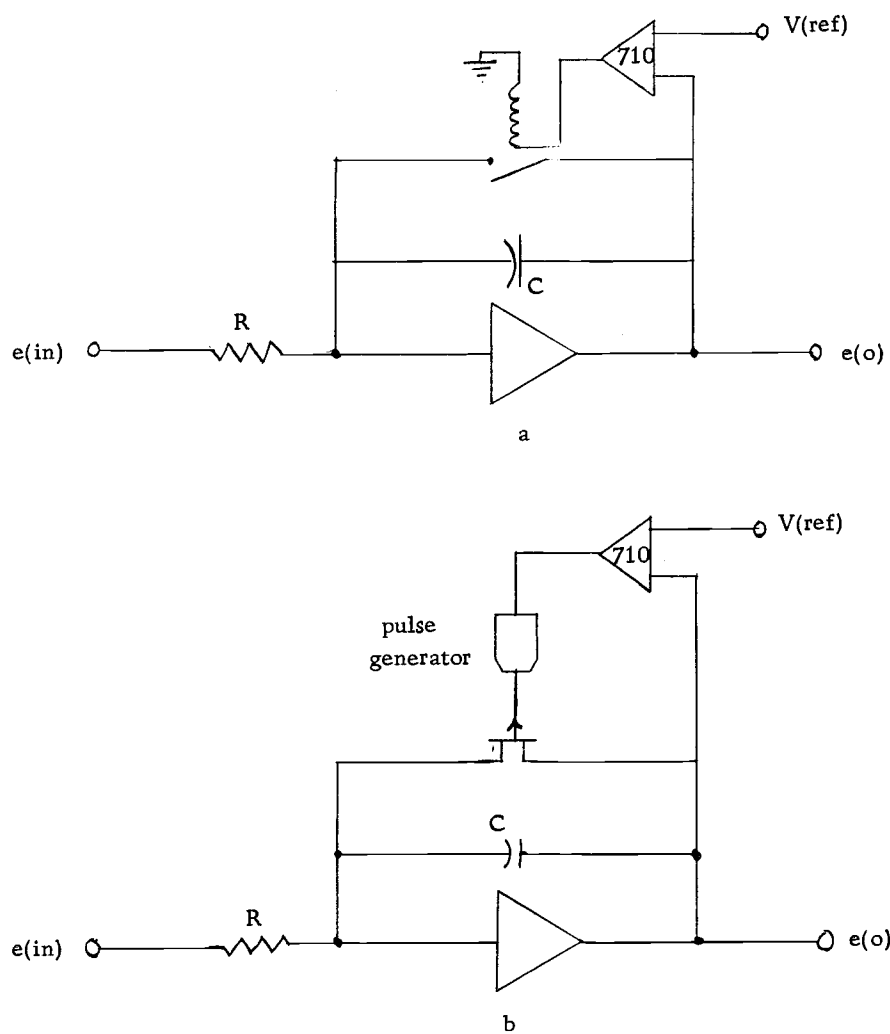 V(ref)
710
C
R
e(in)
e(o)
a
V(ref)
710
pulse
generator
C
R
e(in)
e(o)
b